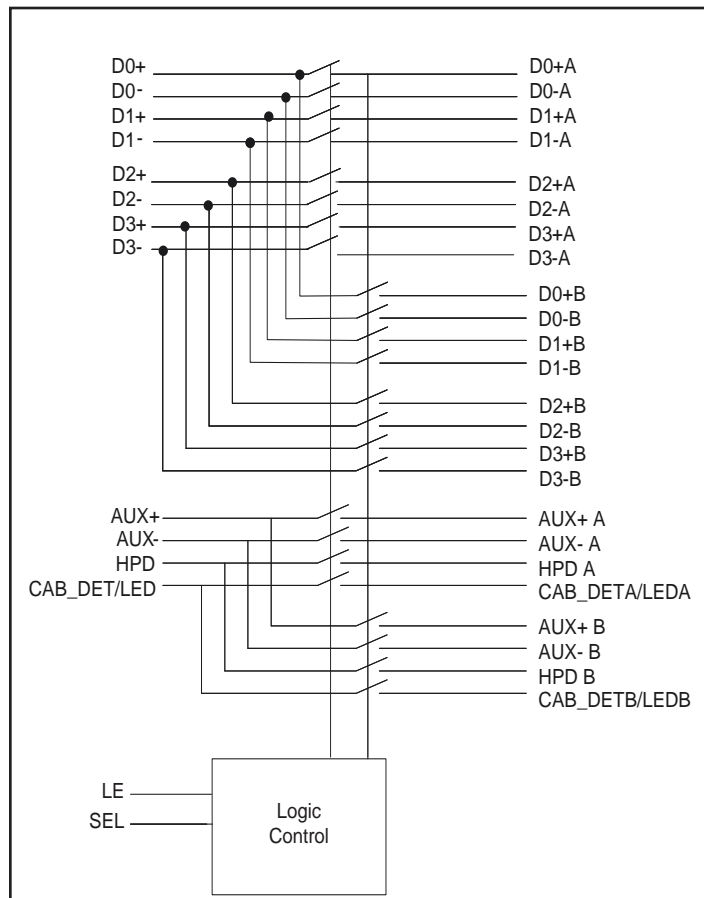 D0+ D0+A
D0- D0-A
D1+ D1+A
D1- D1-A
D2+ D2+A
D2- D2-A
D3+ D3+A
D3- D3-A
D0+B
D0-B
D1+B
D1-B
D2+B
D2-B
D3+B
D3-B
AUX+ AUX+ A
AUX- AUX- A
HPD HPD A
CAB_DET/LED CAB_DETA/LEDA
AUX+ B
AUX- B
HPD B
CAB_DETB/LEDB
LE
SEL
Logic
Control